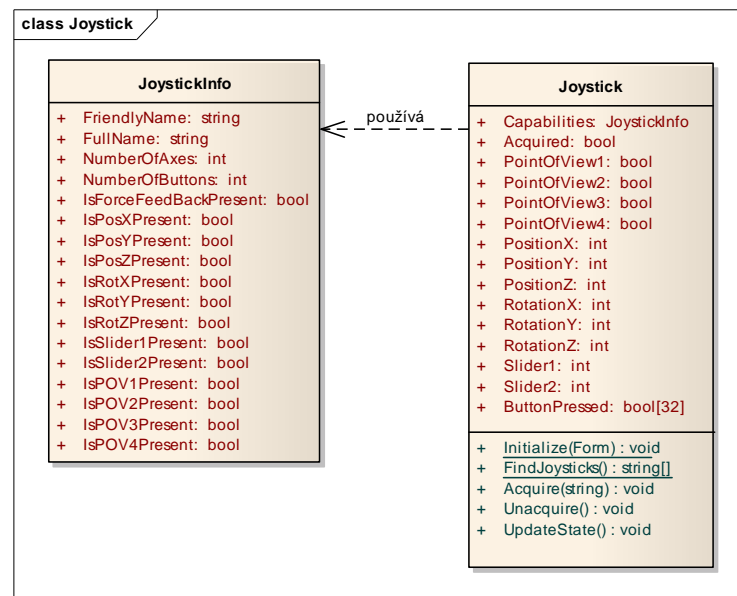 class Joystick
JoystickInfo
+ FriendlyName: string
+ FullName: string
+ NumberOfAxes: int
+ NumberOfButtons: int
+ IsForceFeedBackPresent: bool
+ IsPosXPresent: bool
+ IsPosYPresent: bool
+ IsPosZPresent: bool
+ IsRotXPresent: bool
+ IsRotYPresent: bool
+ IsRotZPresent: bool
+ IsSlider1Present: bool
+ IsSlider2Present: bool
+ IsPOV1Present: bool
+ IsPOV2Present: bool
+ IsPOV3Present: bool
+ IsPOV4Present: bool
používá
Joystick
+ Capabilities: JoystickInfo
+ Acquired: bool
+ PointOfView1: bool
+ PointOfView2: bool
+ PointOfView3: bool
+ PointOfView4: bool
+ PositionX: int
+ PositionY: int
+ PositionZ: int
+ RotationX: int
+ RotationY: int
+ RotationZ: int
+ Slider1: int
+ Slider2: int
+ ButtonPressed: bool[32]
+ Initialize(Form) : void
+ FindJoysticks() : string[]
+ Acquire(string) : void
+ Unacquire() : void
+ UpdateState() : void